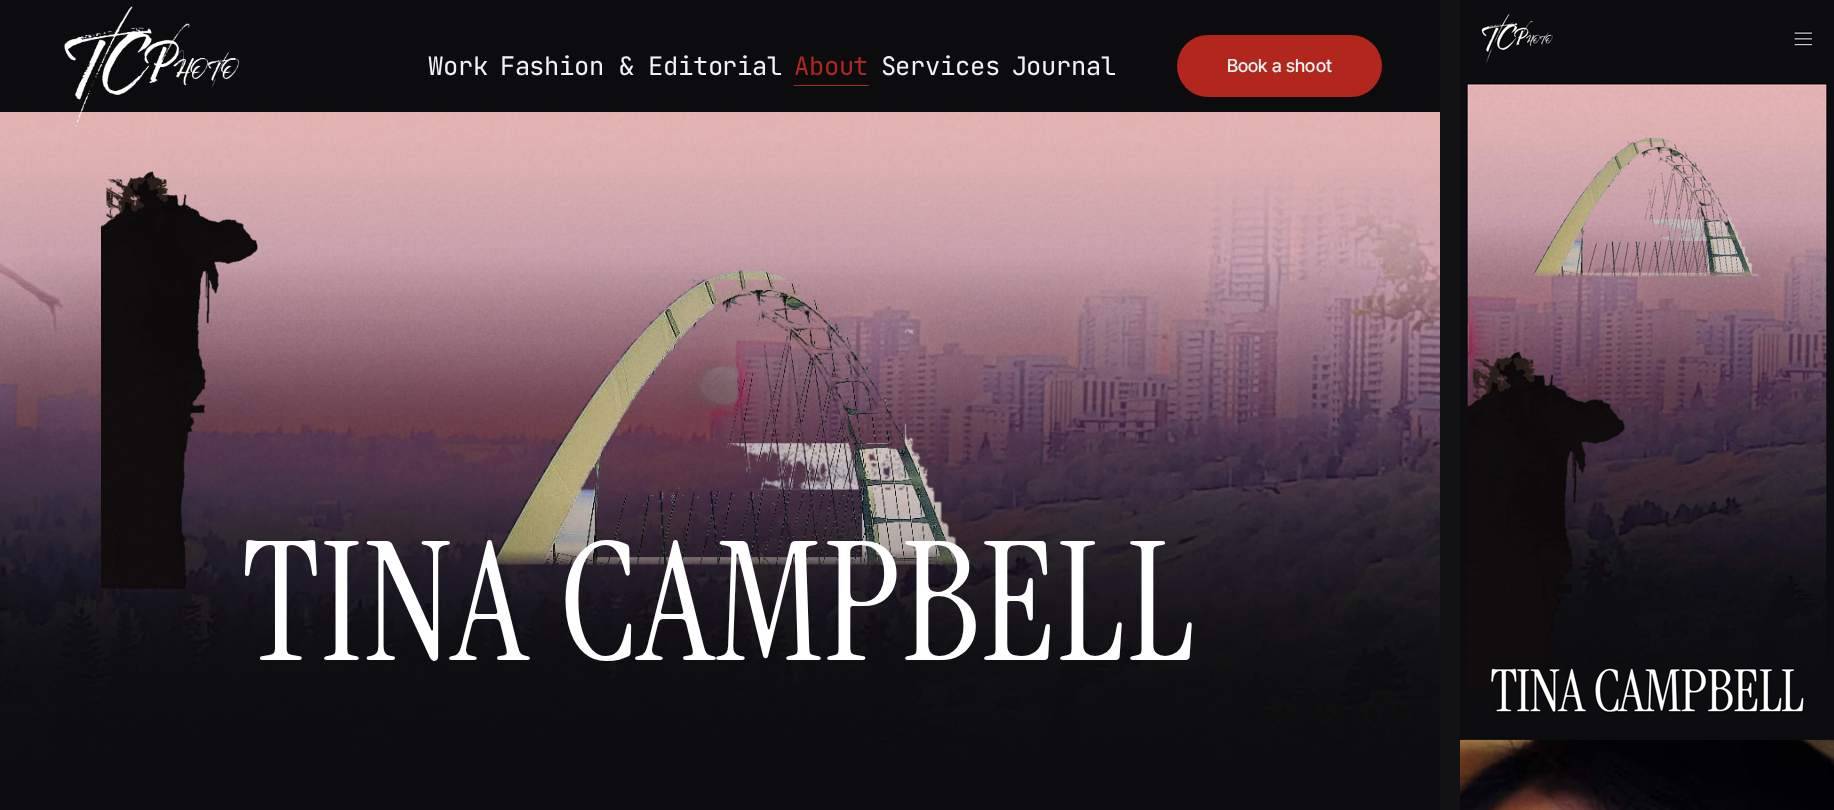 TCPHOTO
Work Fashion & Editorial About Services Journal
Book a shoot
TINA CAMPBELL
TCPHOTO
TINA CAMPBELL